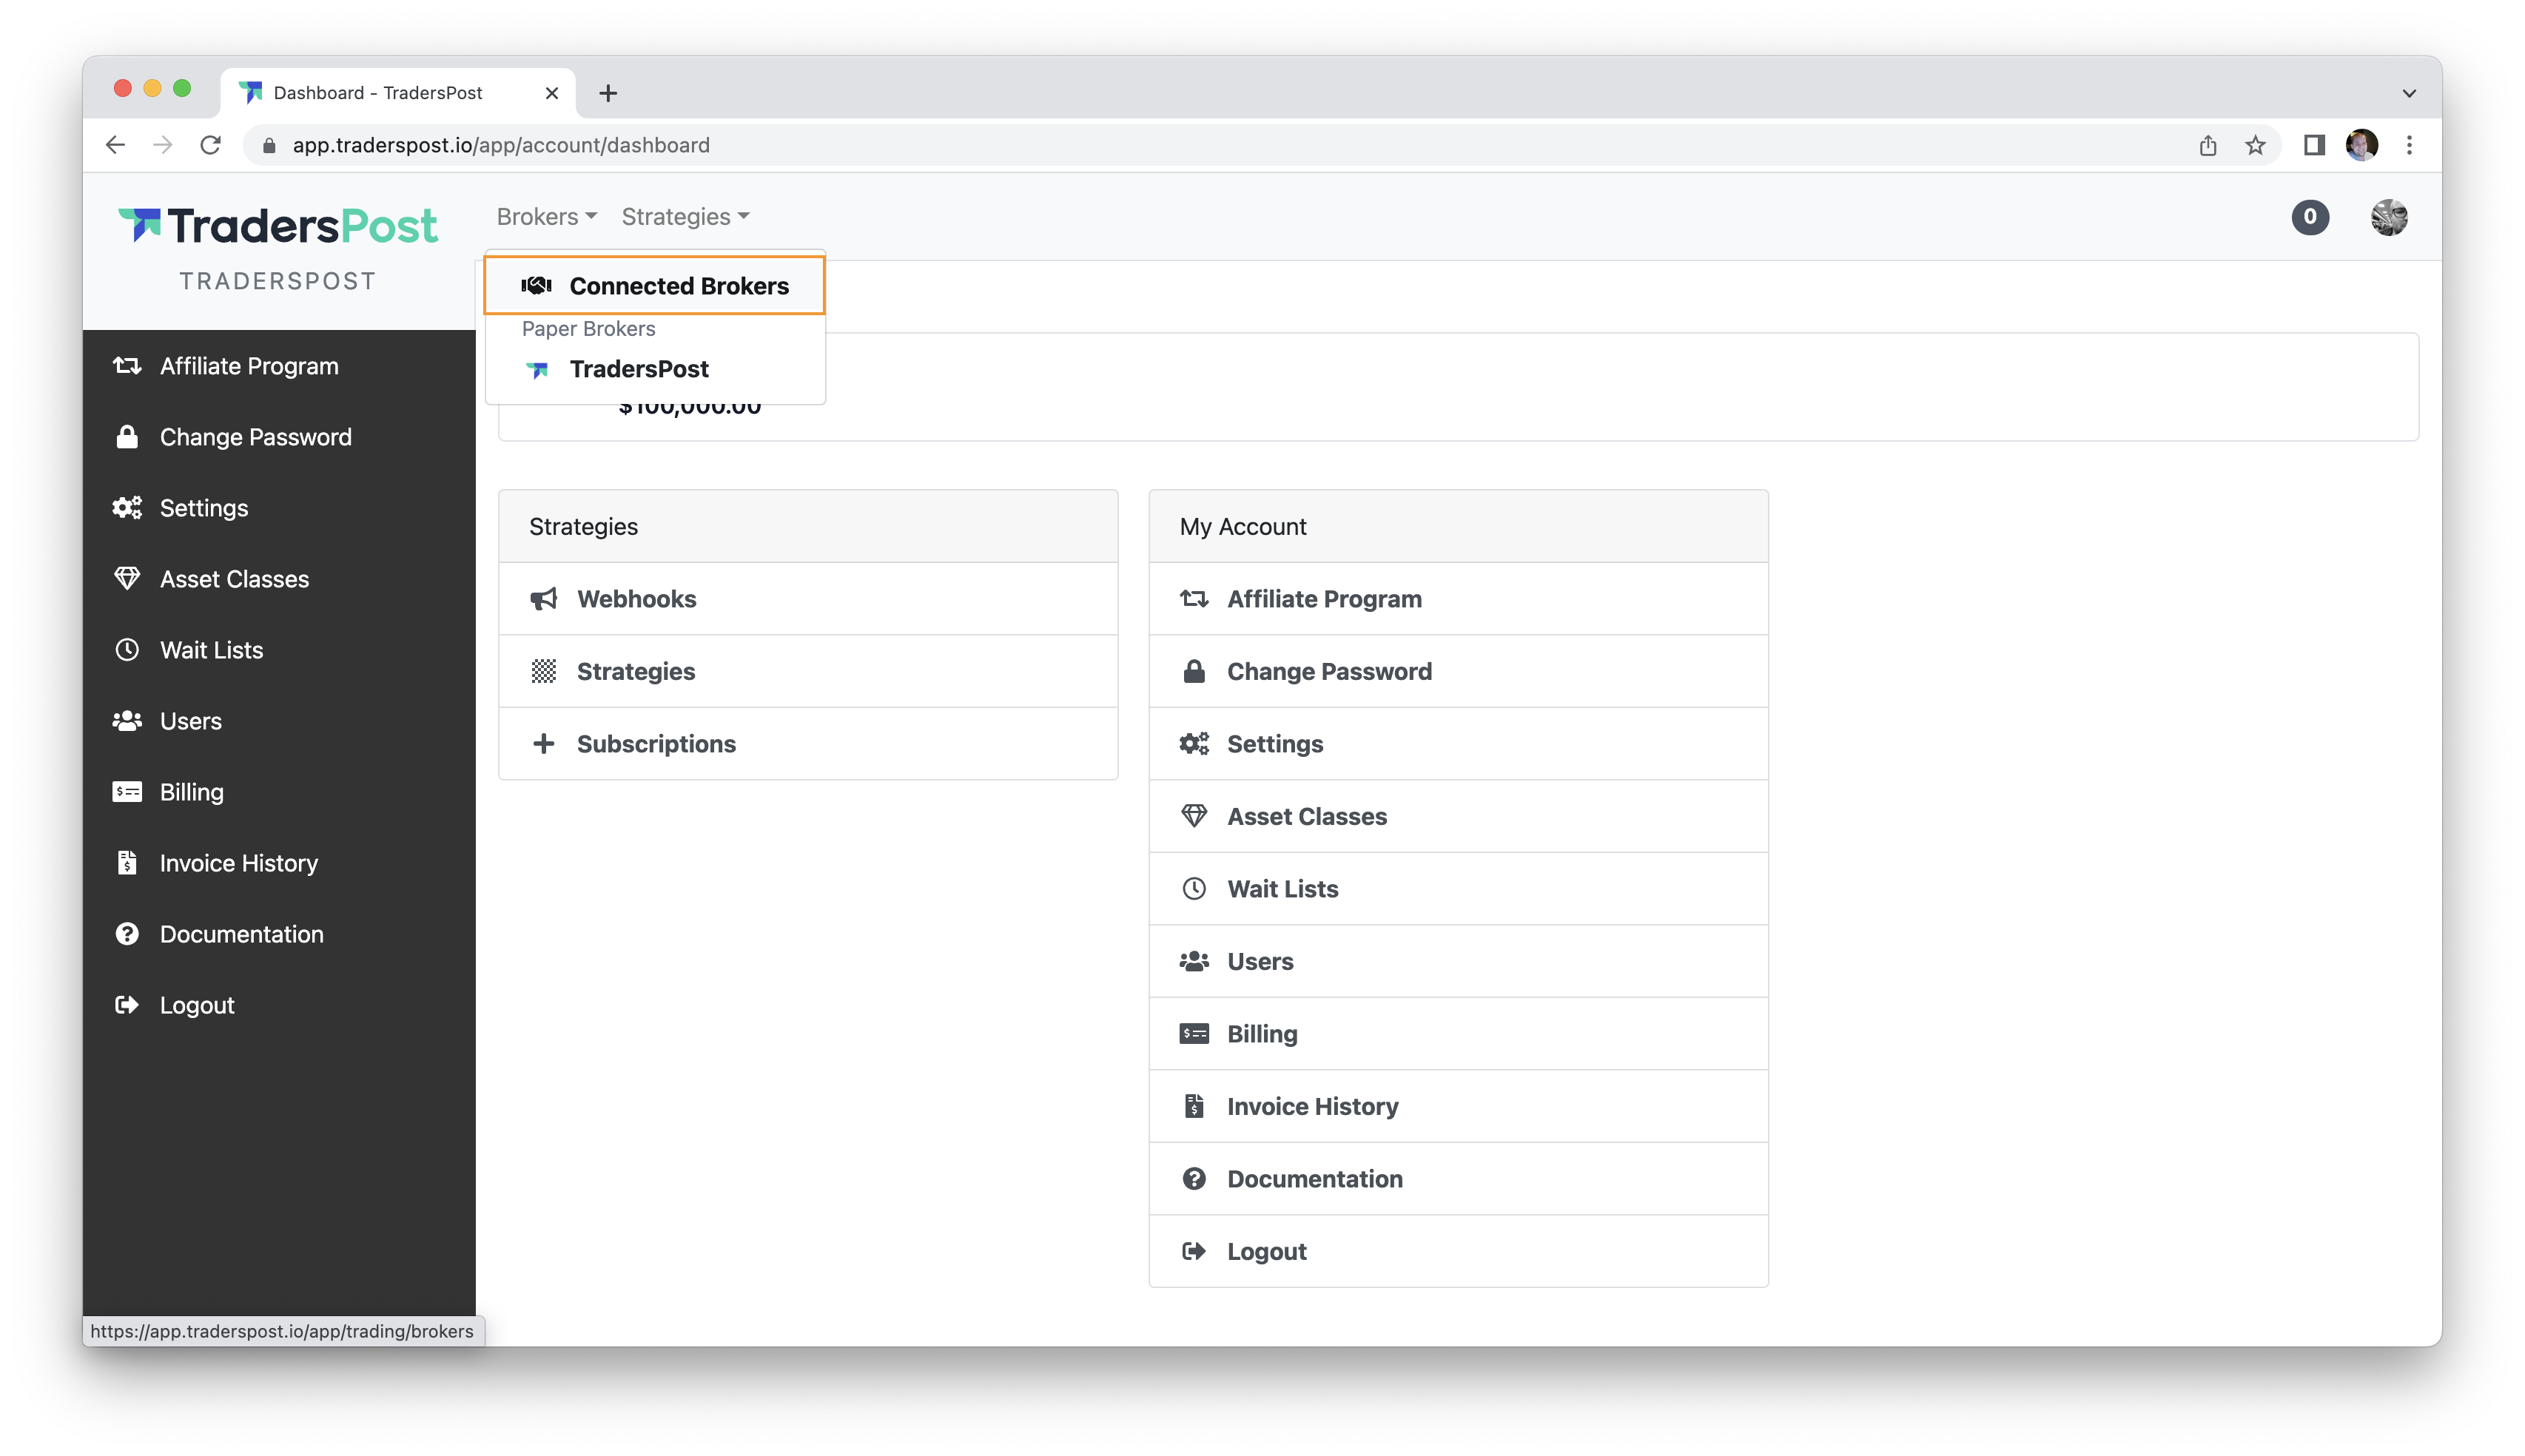 Dashboard - TradersPost
app.traderspost.io/app/account/dashboard
TradersPost
TRADERSPOST
Brokers
Strategies
0
Connected Brokers
Paper Brokers
TradersPost
$100,000.00
Affiliate Program
Change Password
Settings
Asset Classes
Wait Lists
Users
Billing
Invoice History
Documentation
Logout
Strategies
Webhooks
Strategies
Subscriptions
My Account
Affiliate Program
Change Password
Settings
Asset Classes
Wait Lists
Users
Billing
Invoice History
Documentation
Logout
https://app.traderspost.io/app/trading/brokers